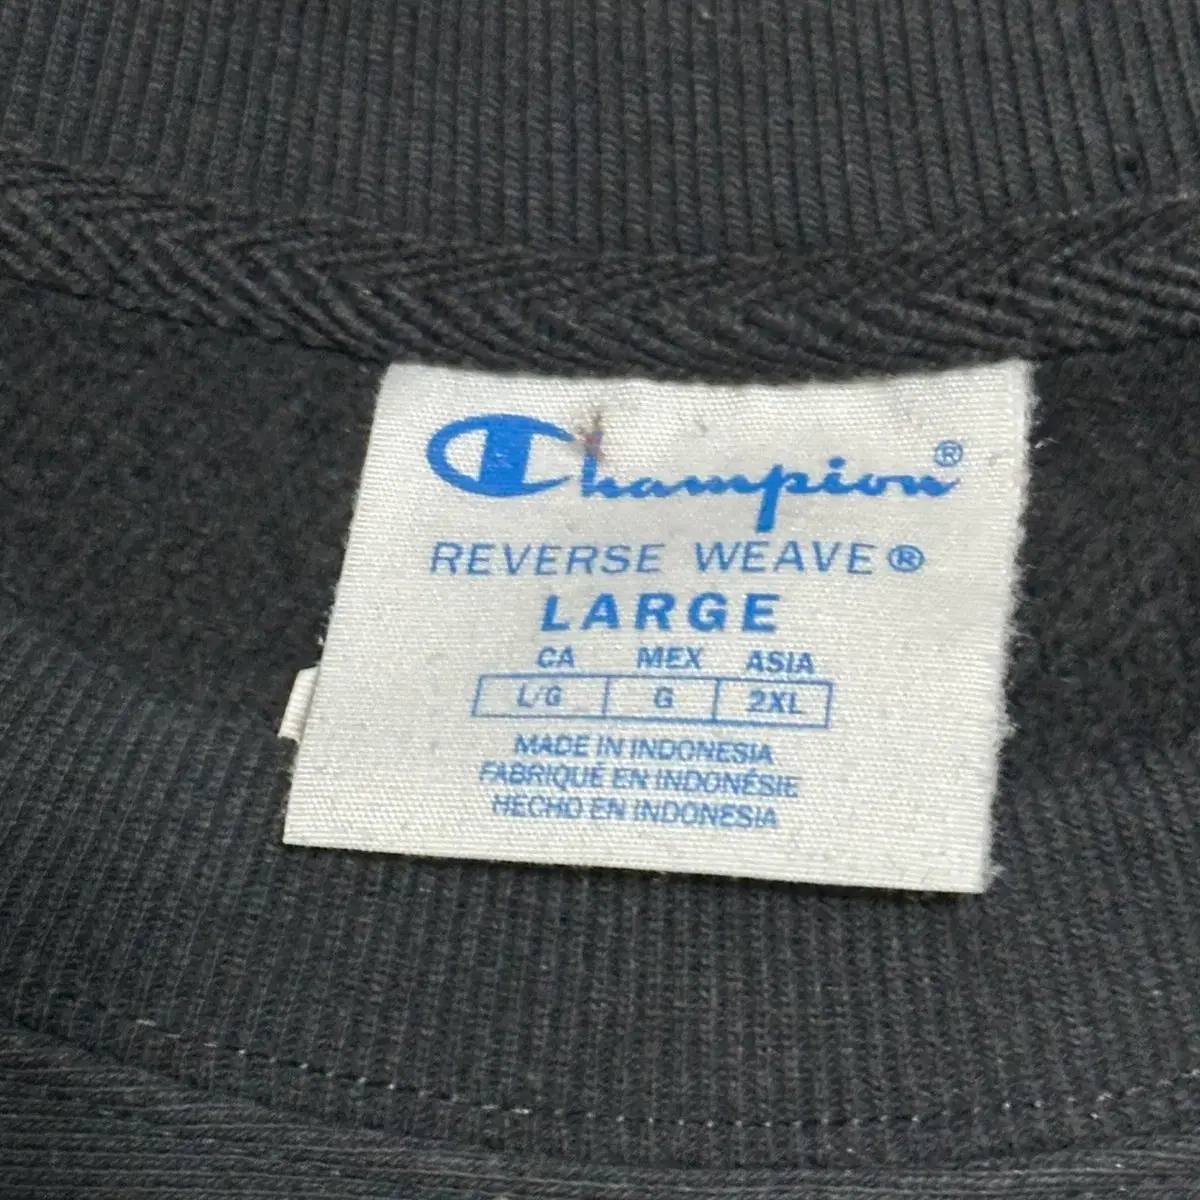 Champion®
REVERSE WEAVE®
LARGE
CA MEX ASIA
L/G G 2XL
MADE IN INDONESIA
FABRIQUÉ EN INDONÉSIE
HECHO EN INDONESIA